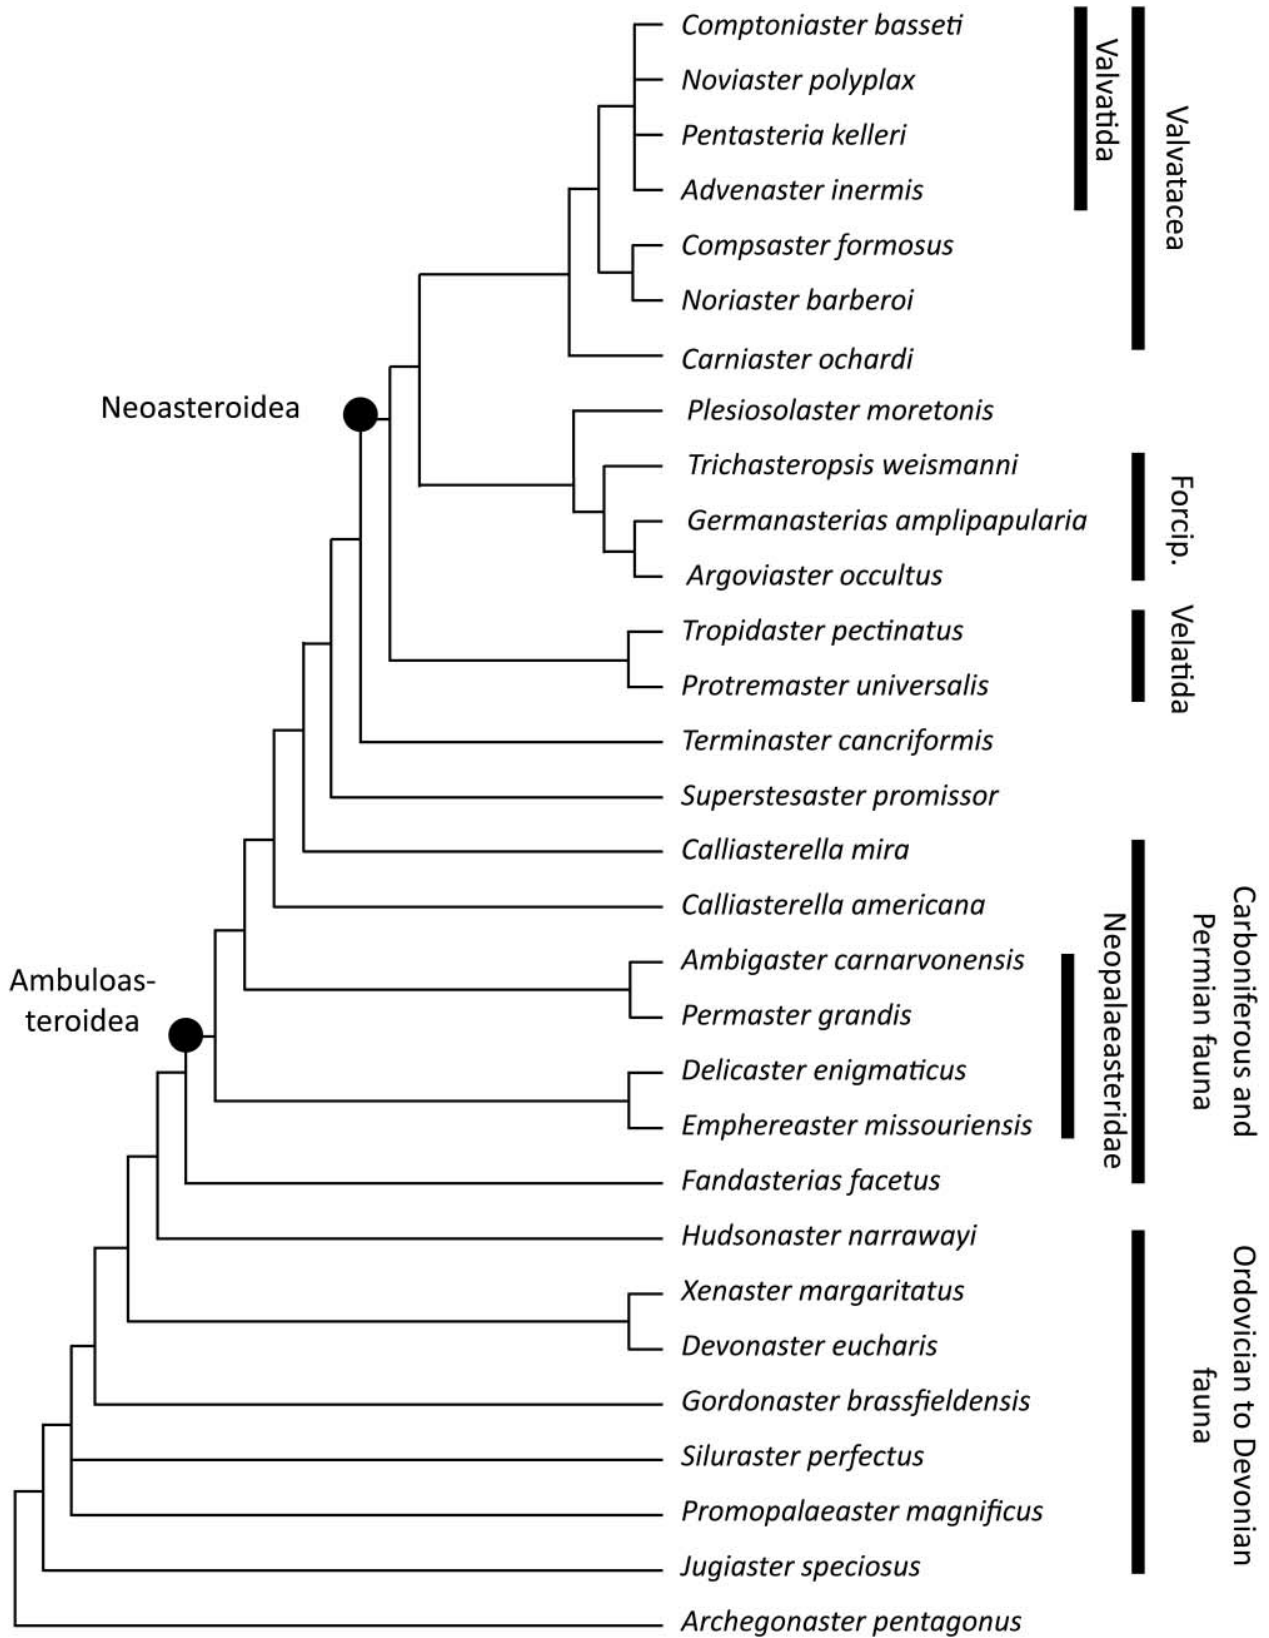 Comptoniaster basseti
Noviaster polyplax
Pentasteria kelleri
Advenaster inermis
Compsaster formosus
Noriaster barberoi
Carniaster ochardi
Plesiosolaster moretonis
Trichasteropsis weismanni
Germanasterias amplipapularia
Argoviaster occultus
Tropidaster pectinatus
Protremaster universalis
Terminaster cancriformis
Superstesaster promissor
Calliasterella mira
Calliasterella americana
Ambigaster carnarvonensis
Permaster grandis
Delicaster enigmaticus
Emphereaster missouriensis
Fandasterias facetus
Hudsonaster narrawayi
Xenaster margaritatus
Devonaster eucharis
Gordonaster brassfieldensis
Siluraster perfectus
Promopalaeaster magnificus
Jugiaster speciosus
Archegonaster pentagonus
Neoasteroidea
Ambuloas-
teroidea
Valvatida
Valvatacea
Forcip.
Velatida
Neopalaeasteridae
Carboniferous and
Permian fauna
Ordovician to Devonian
fauna